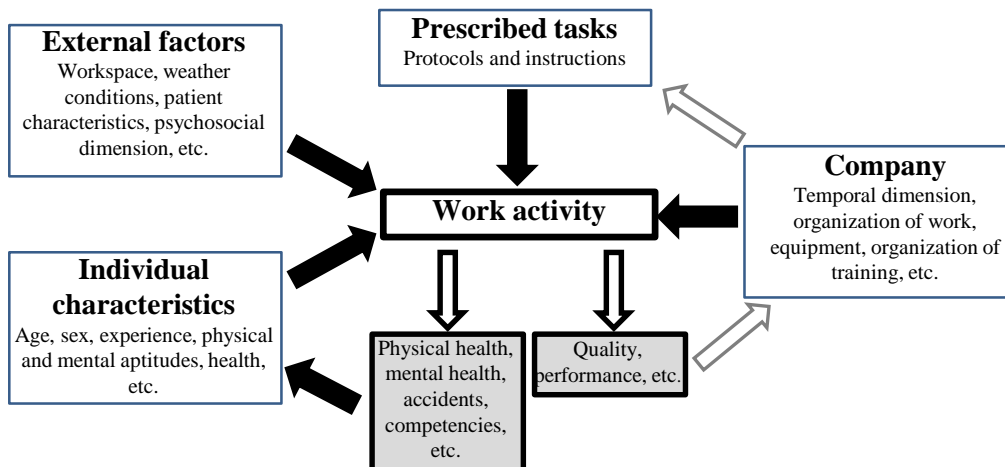 External factors
Workspace, weather
conditions, patient
characteristics, psychosocial
dimension, etc.
Prescribed tasks
Protocols and instructions
Company
Temporal dimension,
organization of work,
equipment, organization of
training, etc.
Work activity
Individual
characteristics
Age, sex, experience, physical
and mental aptitudes, health,
etc.
Physical health,
mental health,
accidents,
competencies,
etc.
Quality,
performance, etc.